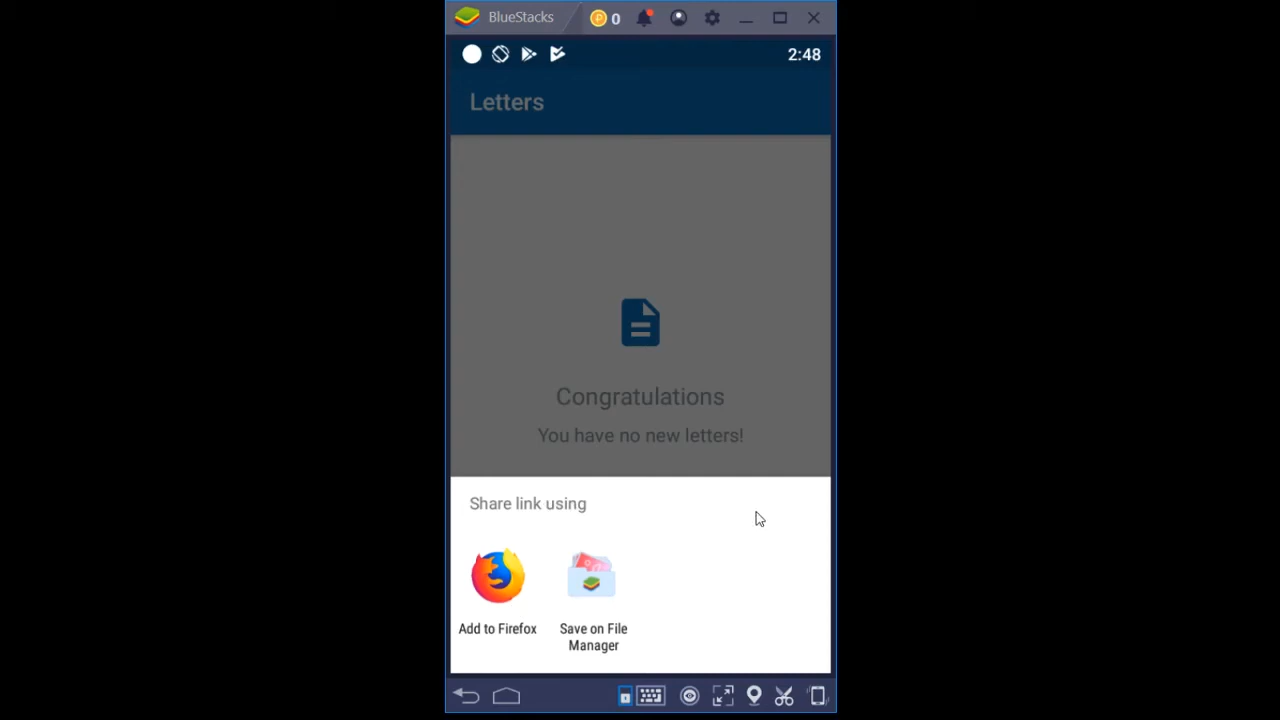 BlueStacks
0
2:48
Letters
Congratulations
You have no new letters!
Share link using
Add to Firefox
Save on File
Manager